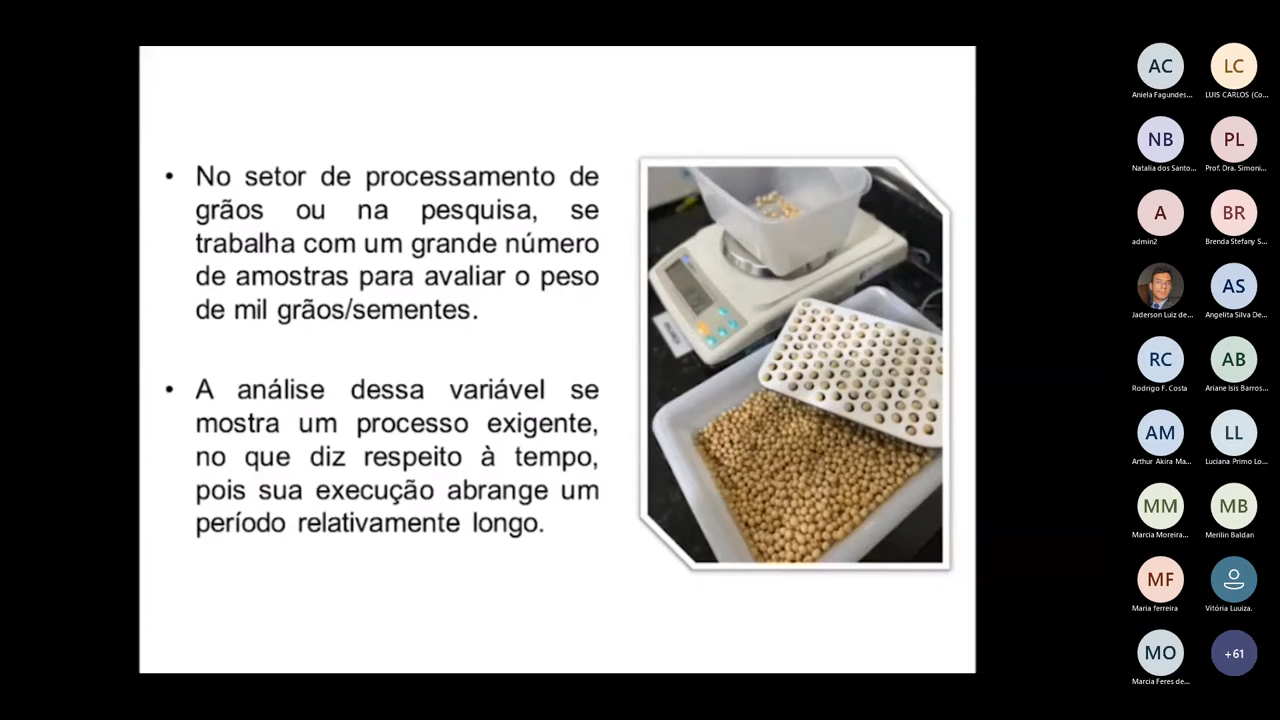 • No setor de processamento de
grãos ou na pesquisa, se
trabalha com um grande número
de amostras para avaliar o peso
de mil grãos/sementes.
• A análise dessa variável se
mostra um processo exigente,
no que diz respeito à tempo,
pois sua execução abrange um
período relativamente longo.
AC
Aniela Fagundes...
LC
LUIS CARLOS (Co...
NB
Natalia dos Santo...
PL
Prof. Dra. Simoni...
A
admin2
BR
Brenda Stefany S...
Jaderson Luiz de...
AS
Angelita Silva De...
RC
Rodrigo F. Costa
AB
Ariane Isis Barros...
AM
Arthur Akira Ma...
LL
Luciana Primo Lo...
MM
Marcia Moreira...
MB
Merilin Baldan
MF
Maria ferreira
Vitória Luuiza.
MO
Marcia Feres de...
+61